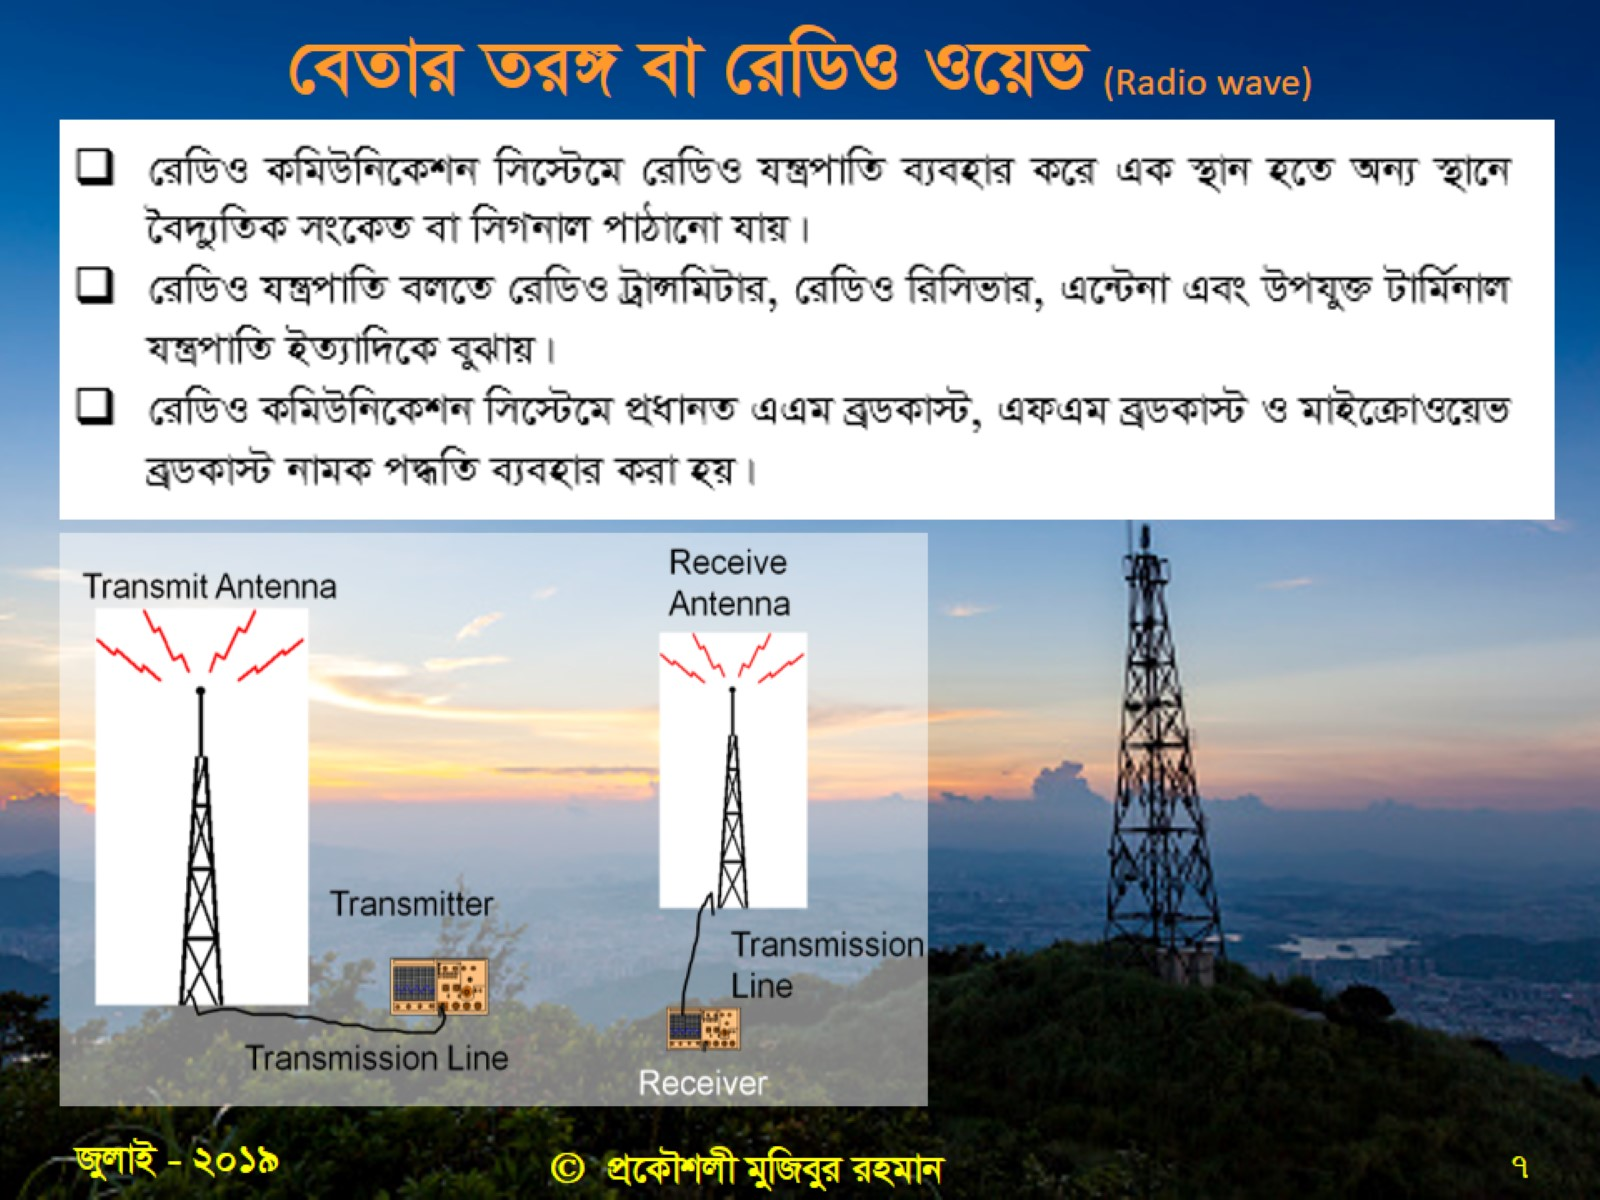 বেতার তরঙ্গ বা রেডিও ওয়েভ (Radio wave)
রেডিও কমিউনিকেশন সিস্টেমে রেডিও যন্ত্রপাতি ব্যবহার করে এক স্থান হতে অন্য স্থানে
বৈদ্যুতিক সংকেত বা সিগনাল পাঠানো যায়।
রেডিও যন্ত্রপাতি বলতে রেডিও ট্রান্সমিটার, রেডিও রিসিভার, এন্টেনা এবং উপযুক্ত টার্মিনাল
যন্ত্রপাতি ইত্যাদিকে বুঝায়।
রেডিও কমিউনিকেশন সিস্টেমে প্রধানত এএম ব্রডকাস্ট, এফএম ব্রডকাস্ট ও মাইক্রোওয়েভ
ব্রডকাস্ট নামক পদ্ধতি ব্যবহার করা হয়।
Transmit Antenna
Receive
Antenna
Transmitter
Transmission
Line
Transmission Line
Receiver
জুলাই - ২০১৯
© প্রকৌশলী মুজিবুর রহমান
৭